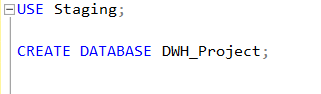 USE Staging;
CREATE DATABASE DWH_Project;